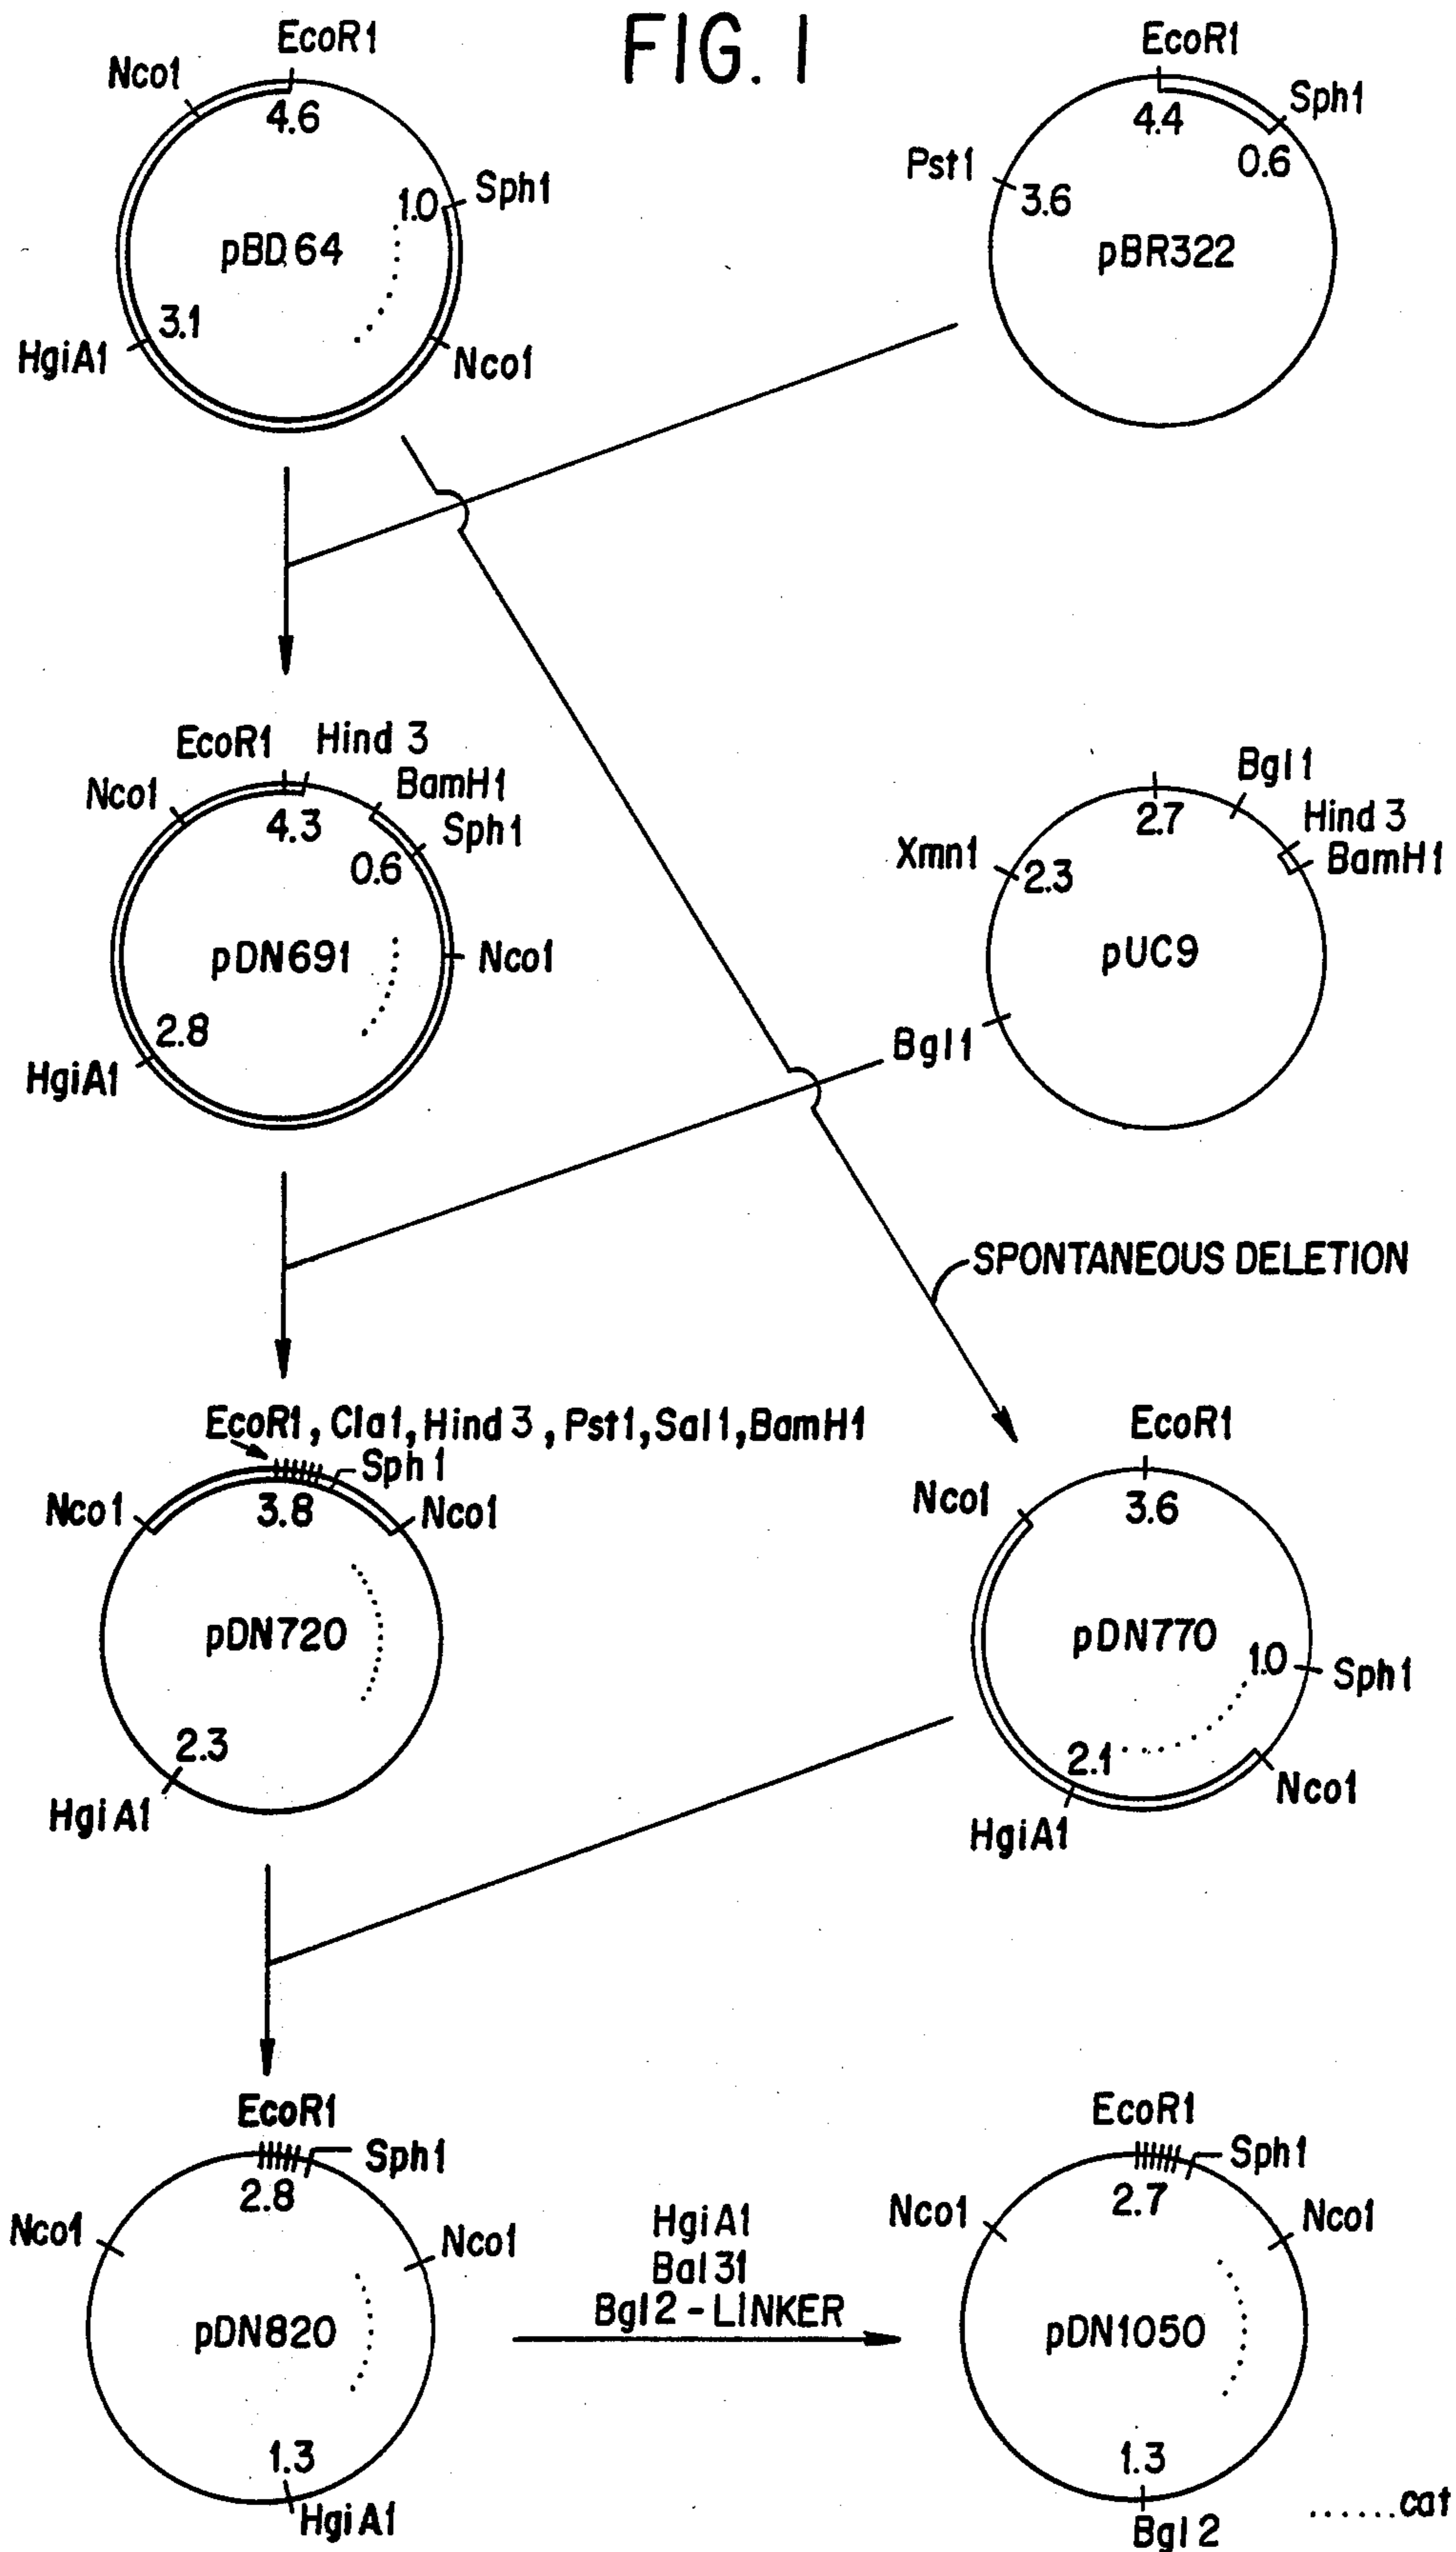 FIG. 1
EcoR1
Nco1
4.6
Sph1
1.0
pBD64
3.1
HgiA1
Nco1
EcoR1
Sph1
4.4
0.6
Pst1
3.6
pBR322
EcoR1
Hind 3
Nco1
BamH1
4.3
Sph1
0.6
pDN691
Nco1
2.8
HgiA1
Bgl1
2.7
Hind 3
Xmn1
2.3
BamH1
pUC9
Bgl1
SPONTANEOUS DELETION
EcoR1, Cla1, Hind 3, Pst1, Sal1, BamH1
Sph1
Nco1
3.8
Nco1
pDN720
2.3
HgiA1
EcoR1
Nco1
3.6
pDN770
1.0
Sph1
2.1
Nco1
HgiA1
EcoR1
Sph1
2.8
Nco1
Nco1
pDN820
1.3
HgiA1
HgiA1
Bal31
Bgl2-LINKER
EcoR1
Sph1
2.7
Nco1
Nco1
pDN1050
1.3
Bgl2
......cat